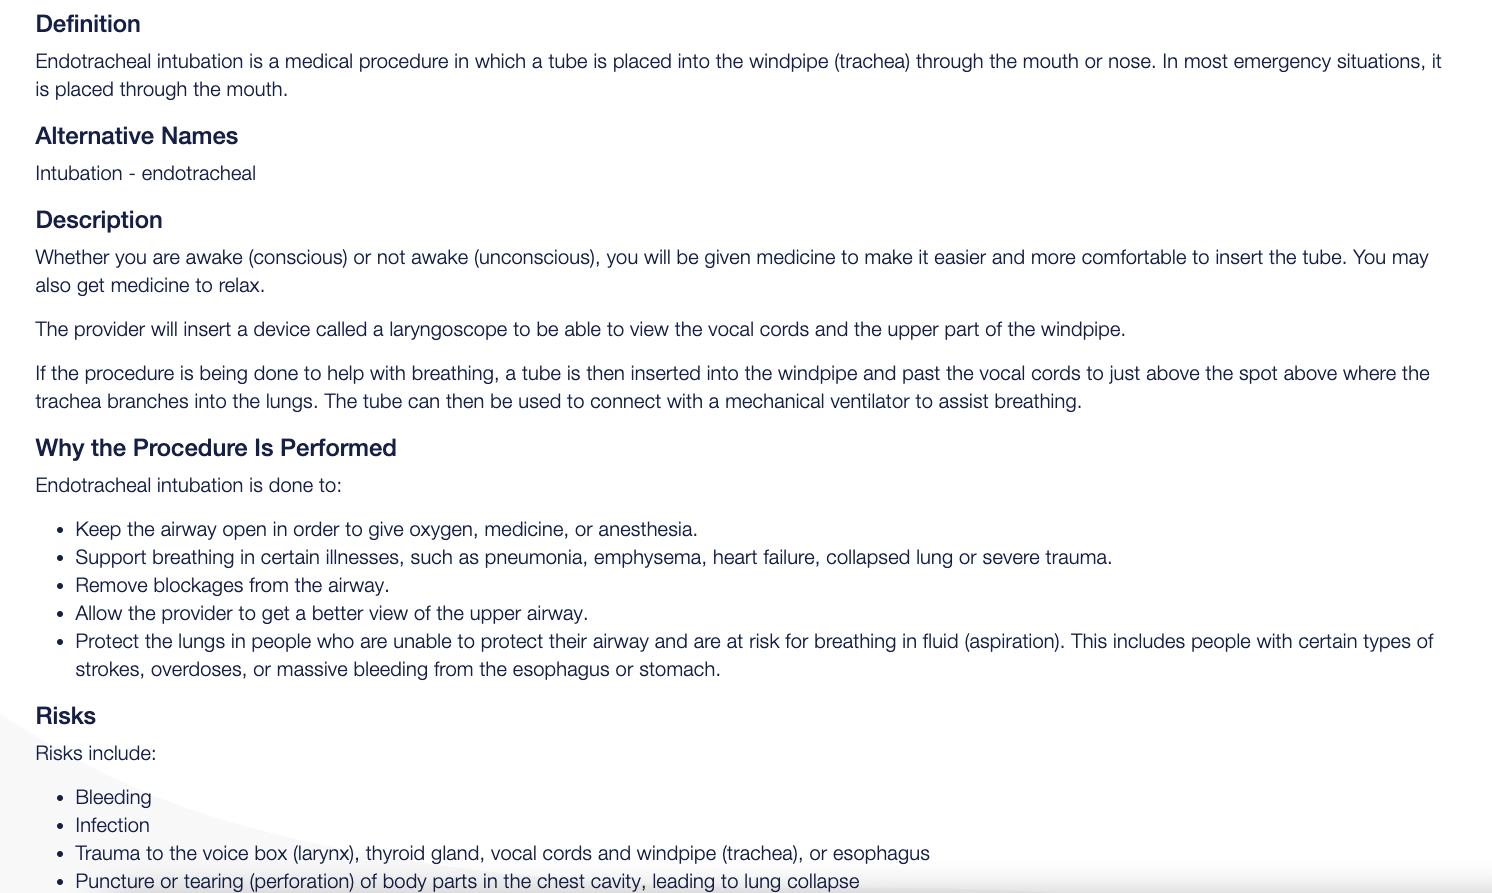 Definition
Endotracheal intubation is a medical procedure in which a tube is placed into the windpipe (trachea) through the mouth or nose. In most emergency situations, it
is placed through the mouth.
Alternative Names
Intubation - endotracheal
Description
Whether you are awake (conscious) or not awake (unconscious), you will be given medicine to make it easier and more comfortable to insert the tube. You may
also get medicine to relax.
The provider will insert a device called a laryngoscope to be able to view the vocal cords and the upper part of the windpipe.
If the procedure is being done to help with breathing, a tube is then inserted into the windpipe and past the vocal cords to just above the spot above where the
trachea branches into the lungs. The tube can then be used to connect with a mechanical ventilator to assist breathing.
Why the Procedure Is Performed
Endotracheal intubation is done to:
• Keep the airway open in order to give oxygen, medicine, or anesthesia.
• Support breathing in certain illnesses, such as pneumonia, emphysema, heart failure, collapsed lung or severe trauma.
• Remove blockages from the airway.
• Allow the provider to get a better view of the upper airway.
• Protect the lungs in people who are unable to protect their airway and are at risk for breathing in fluid (aspiration). This includes people with certain types of
strokes, overdoses, or massive bleeding from the esophagus or stomach.
Risks
Risks include:
• Bleeding
• Infection
• Trauma to the voice box (larynx), thyroid gland, vocal cords and windpipe (trachea), or esophagus
• Puncture or tearing (perforation) of body parts in the chest cavity, leading to lung collapse